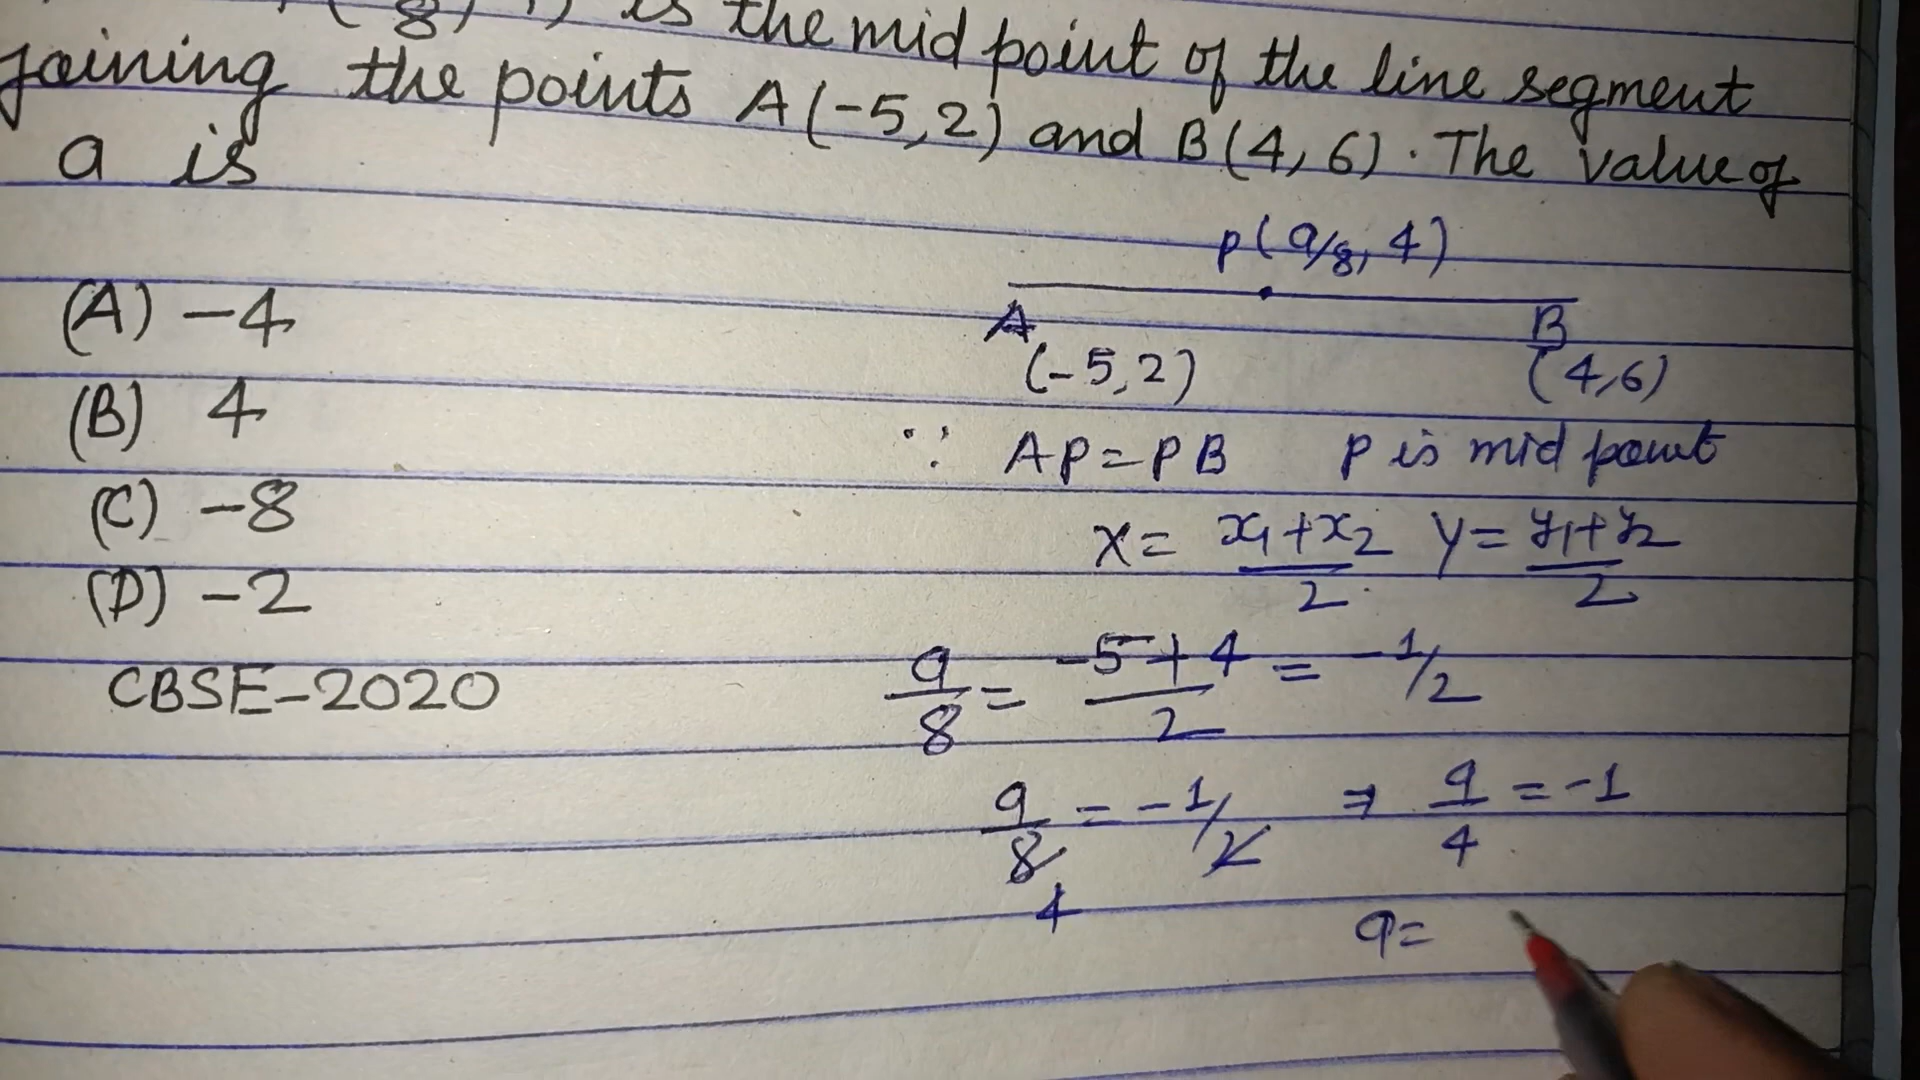 is the mid point of the line segment
joining the points A(-5,2) and B(4,6). The value of
a is
P(a/8, 4)
(A) -4
A
B
(-5,2)
(4,6)
(B) 4
∵ AP=PB P is mid point
(C) -8
x= x1+x2/2 y= y1+y2/2
(D) -2
a/8 = -5+4/2 = -1/2
CBSE-2020
a/8 = -1/2 ⇒ a/4 = -1
4
a=